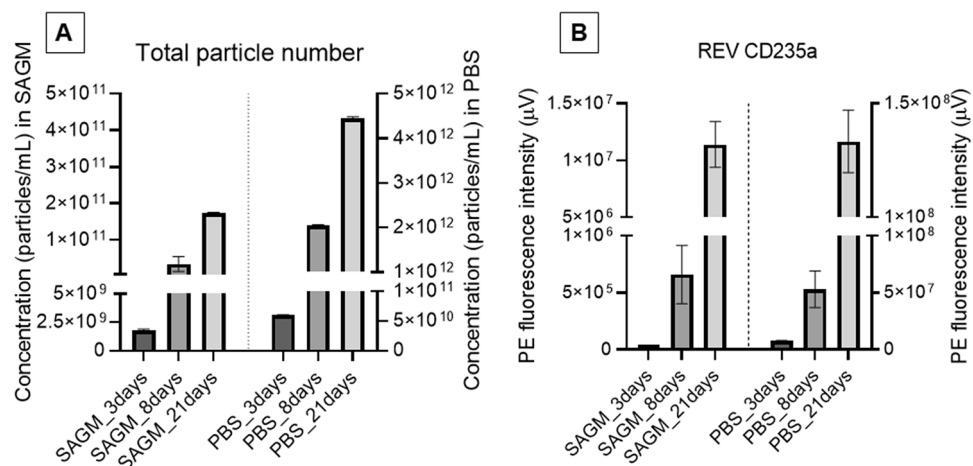 A
Total particle number
Concentration (particles/mL) in SAGM
5×10¹¹
4×10¹¹
3×10¹¹
2×10¹¹
1×10¹¹
5×10⁹
2.5×10⁹
0
5×10¹²
4×10¹²
3×10¹²
2×10¹²
1×10¹²
1×10¹¹
5×10¹⁰
0
Concentration (particles/mL) in PBS
SAGM_3days
SAGM_8days
SAGM_21days
PBS_3days
PBS_8days
PBS_21days
B
REV CD235a
PE fluorescence intensity (µV)
1.5×10⁷
1×10⁷
5×10⁶
1×10⁶
5×10⁵
0
1.5×10⁸
1×10⁸
1×10⁸
5×10⁷
0
PE fluorescence intensity (µV)
SAGM_3days
SAGM_8days
SAGM_21days
PBS_3days
PBS_8days
PBS_21days